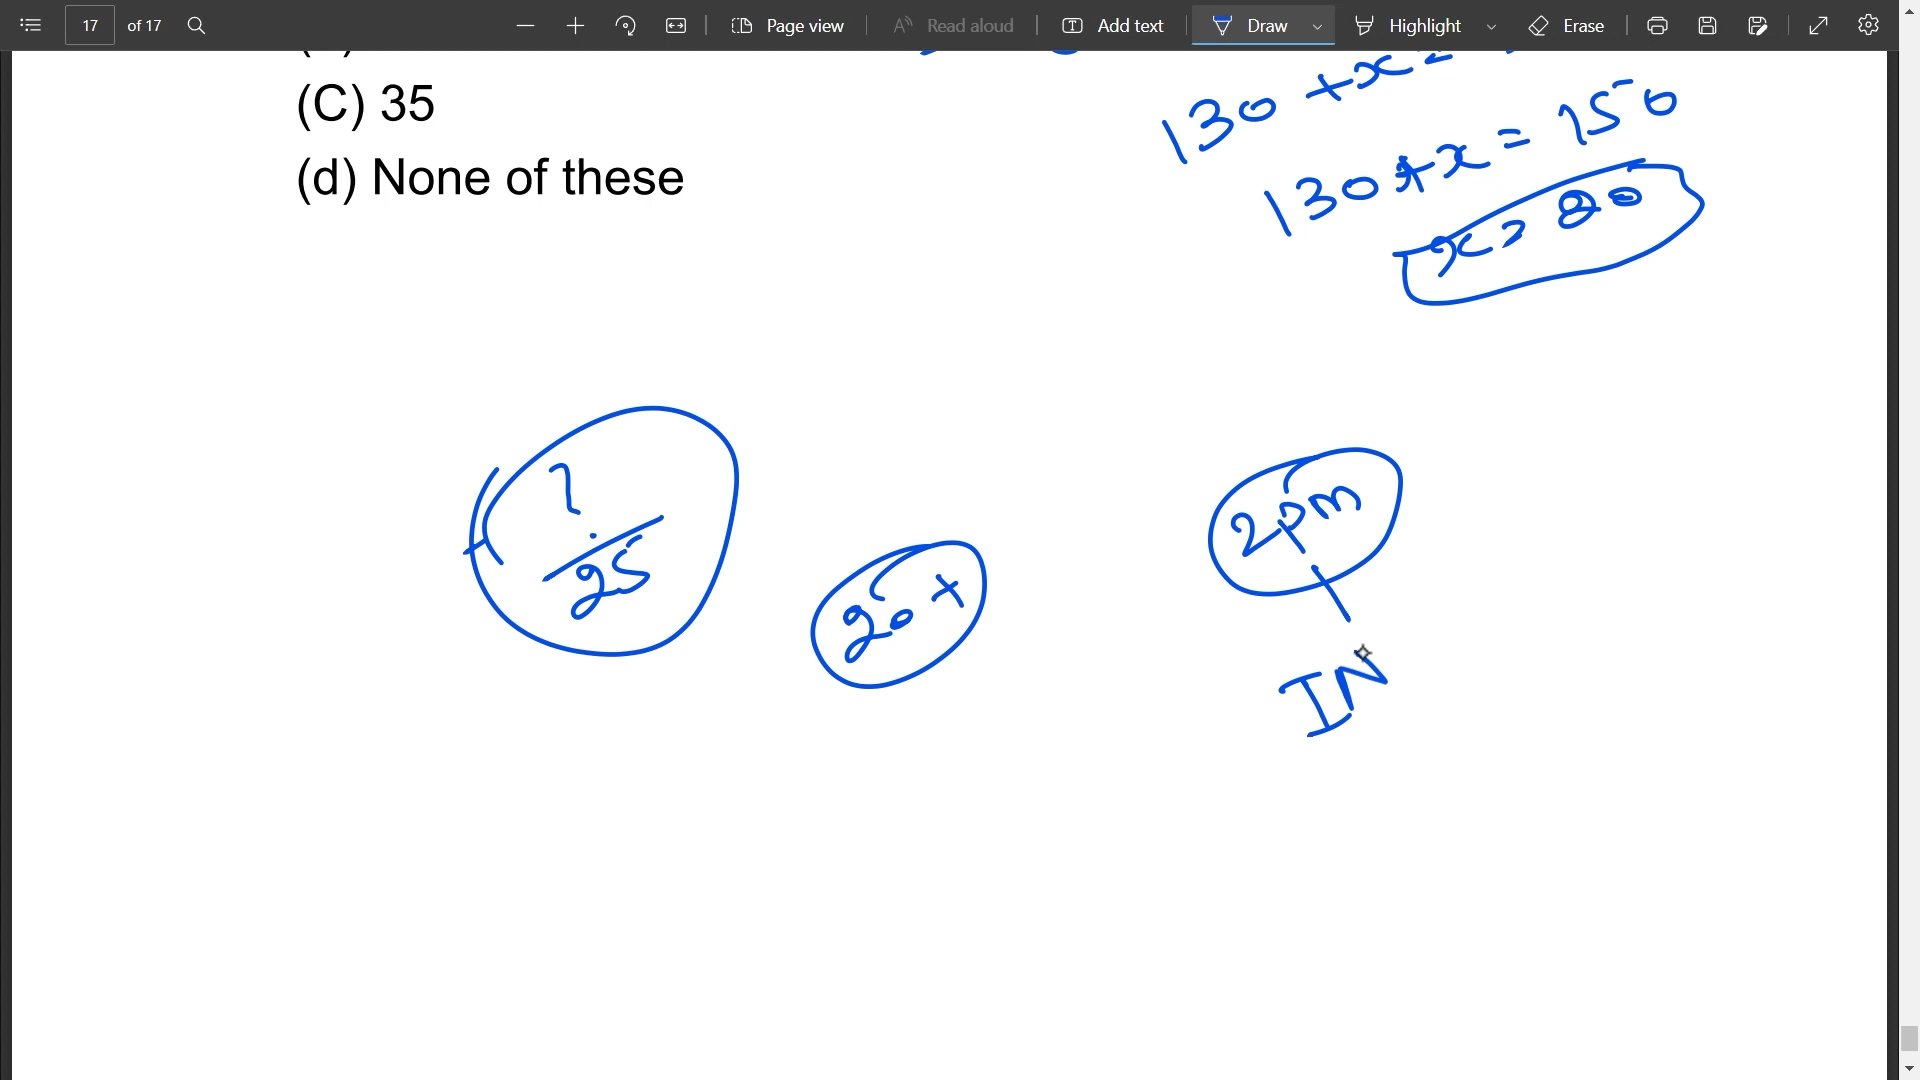 17 of 17 Page view Read aloud Add text Draw Highlight Erase
(C) 35
(d) None of these
130 + x =
130 + x = 150
x = 20
?
25
20 +
2pm
IN